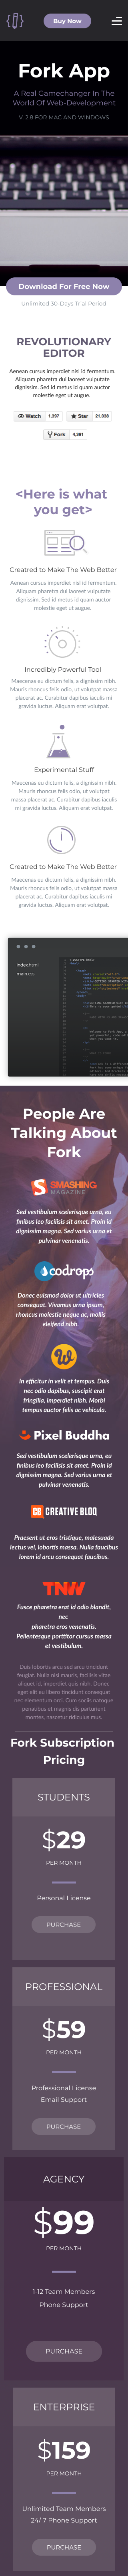 Buy Now
Fork App
A Radical Gamechanger In The
World Of Web-Development
V. 2.8 FOR MAC AND WINDOWS
Download For Free Now
Unlimited 30-Days Trial Period
REVOLUTIONARY
EDITOR
Aenean cursus imperdiet nisl id fermentum.
Aliquam pharetra dui laoreet vulputate
dignissim. Sed id metus id quam auctor
molestie eget ut augue.
Watch 1,397
Star 21,038
Fork 4,391
<Here is what
you get>
Created to Make The Web Better
Aenean cursus imperdiet nisl id fermentum.
Aliquam pharetra dui laoreet vulputate
dignissim. Sed id metus id quam auctor
molestie eget ut augue.
Incredibly Powerful Tool
Maecenas eu dictum felis, a dignissim nibh.
Mauris rhoncus felis odio, ut volutpat massa
placerat ac. Curabitur dapibus iaculis mi
gravida luctus. Aliquam erat volutpat.
Experimental Stuff
Maecenas eu dictum felis, a dignissim nibh.
Mauris rhoncus felis odio, ut volutpat
massa placerat ac. Curabitur dapibus iaculis
mi gravida luctus. Aliquam erat volutpat.
Created to Make The Web Better
Maecenas eu dictum felis, a dignissim nibh.
Mauris rhoncus felis odio, ut volutpat massa
placerat ac. Curabitur dapibus iaculis mi
gravida luctus. Aliquam erat volutpat.
index.html
main.css
People Are
Talking About
Fork
SMASHING
MAGAZINE
Sed vestibulum scelerisque urna, eu
finibus leo facilisis sit amet. Proin id
dignissim magna. Sed varius urna et
pulvinar venenatis.
codrops
Donec euismod dolor ut ultricies
consequat. Vivamus urna ipsum,
rhoncus molestie neque ac, mollis
eleifend nibh.
W
In efficitur in velit et tempus. Duis
nec odio dapibus, suscipit erat
fringilla, imperdiet nibh. Morbi
tempus auctor felis ac vehicula.
Pixel Buddha
Sed vestibulum scelerisque urna, eu
finibus leo facilisis sit amet. Proin id
dignissim magna. Sed varius urna et
pulvinar venenatis.
CB CREATIVE BLOQ
Praesent ut eros tristique, malesuada
lectus vel, lobortis massa. Nulla faucibus
lorem id arcu consequat faucibus.
TNW
Fusce pharetra erat id odio blandit,
nec
pharetra eros venenatis.
Pellentesque porttitor cursus massa
et vestibulum.
Fork Subscription
Pricing
STUDENTS
$29
PER MONTH
Personal License
PURCHASE
PROFESSIONAL
$59
PER MONTH
Professional License
Email Support
PURCHASE
AGENCY
$99
PER MONTH
1-12 Team Members
Phone Support
PURCHASE
ENTERPRISE
$159
PER MONTH
Unlimited Team Members
24/ 7 Phone Support
PURCHASE